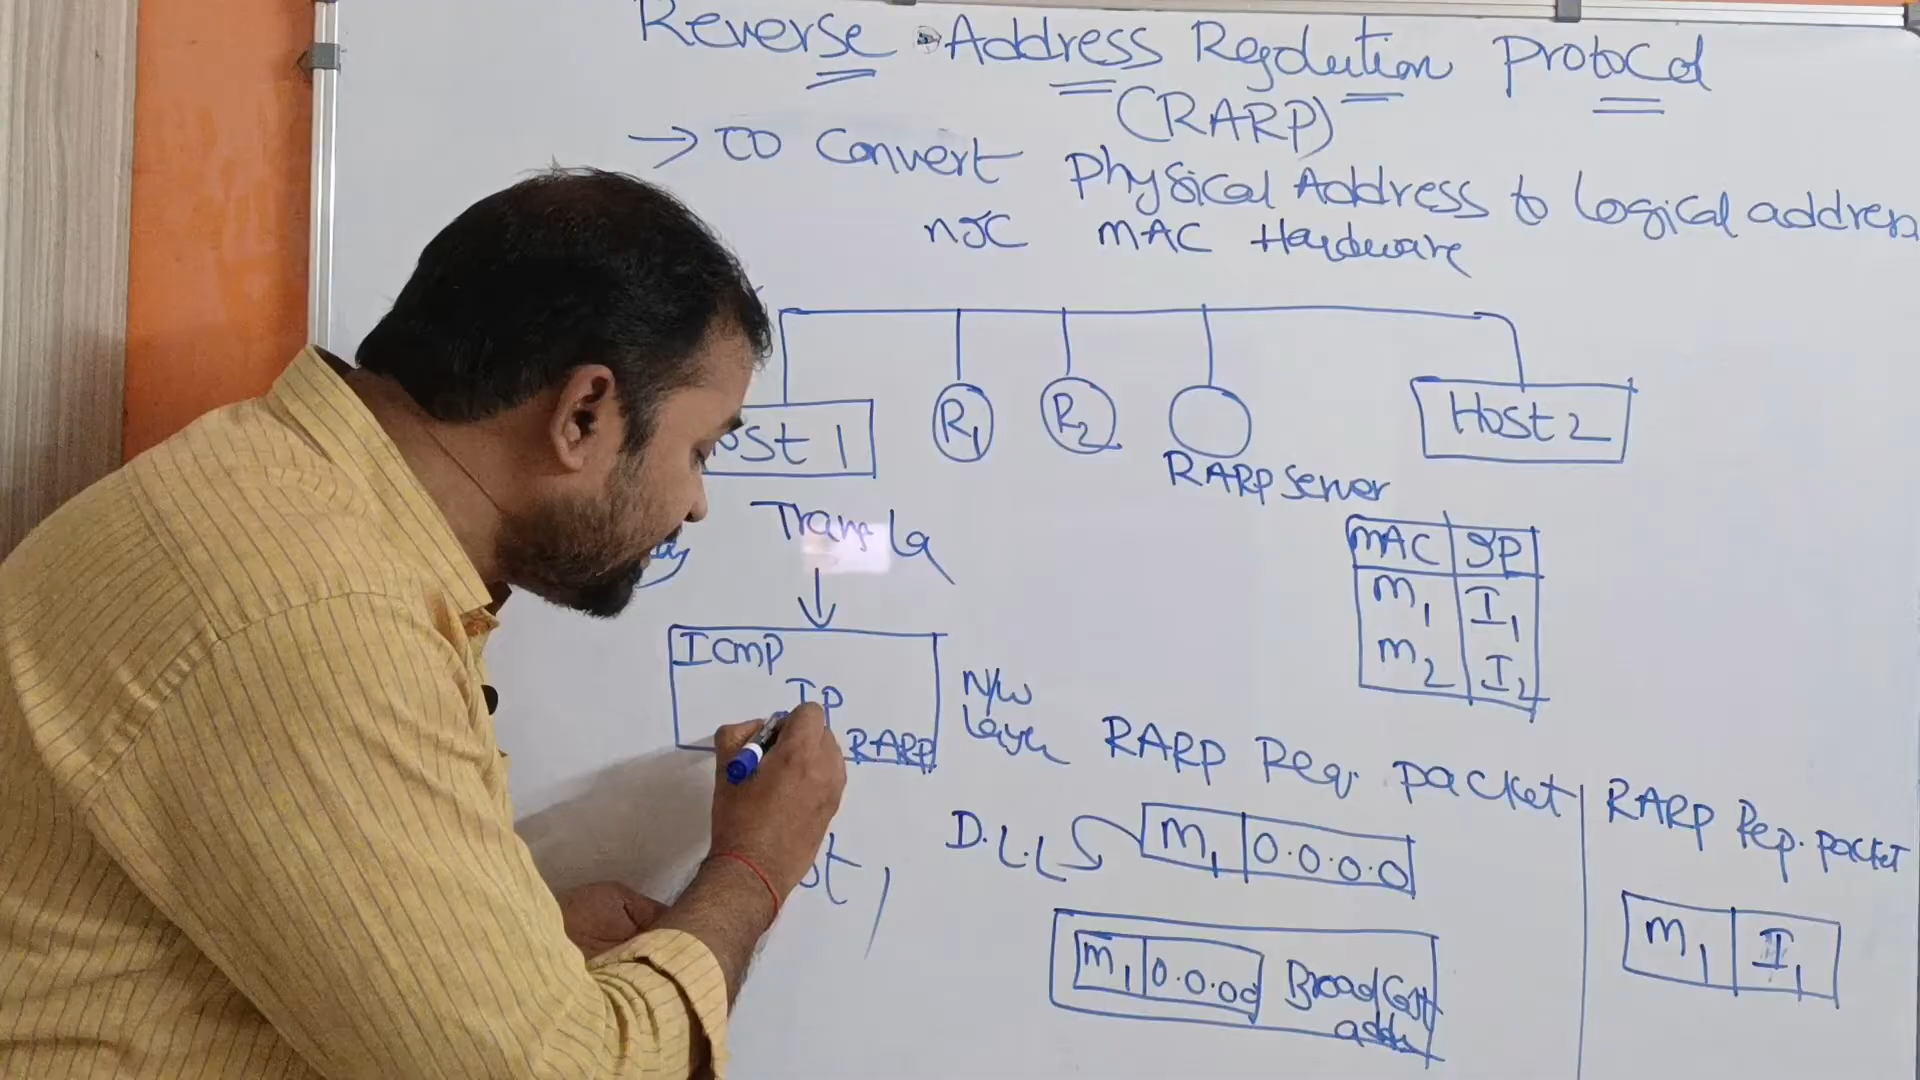 Reverse Address Resolution Protocol
(RARP)
→ TO Convert Physical Address to Logical addres
NIC MAC Hardware
ost 1
R1
R2
Host 2
RARP Server
MAC IP
M1 I1
M2 I2
Trans La
ICMP
IP
RARP
N/W
Layer
RARP Req. packet
D.L.L
M1 0.0.0.0
M1 0.0.0.0 BroadCast
addr
RARP Rep. packet
M1 I1